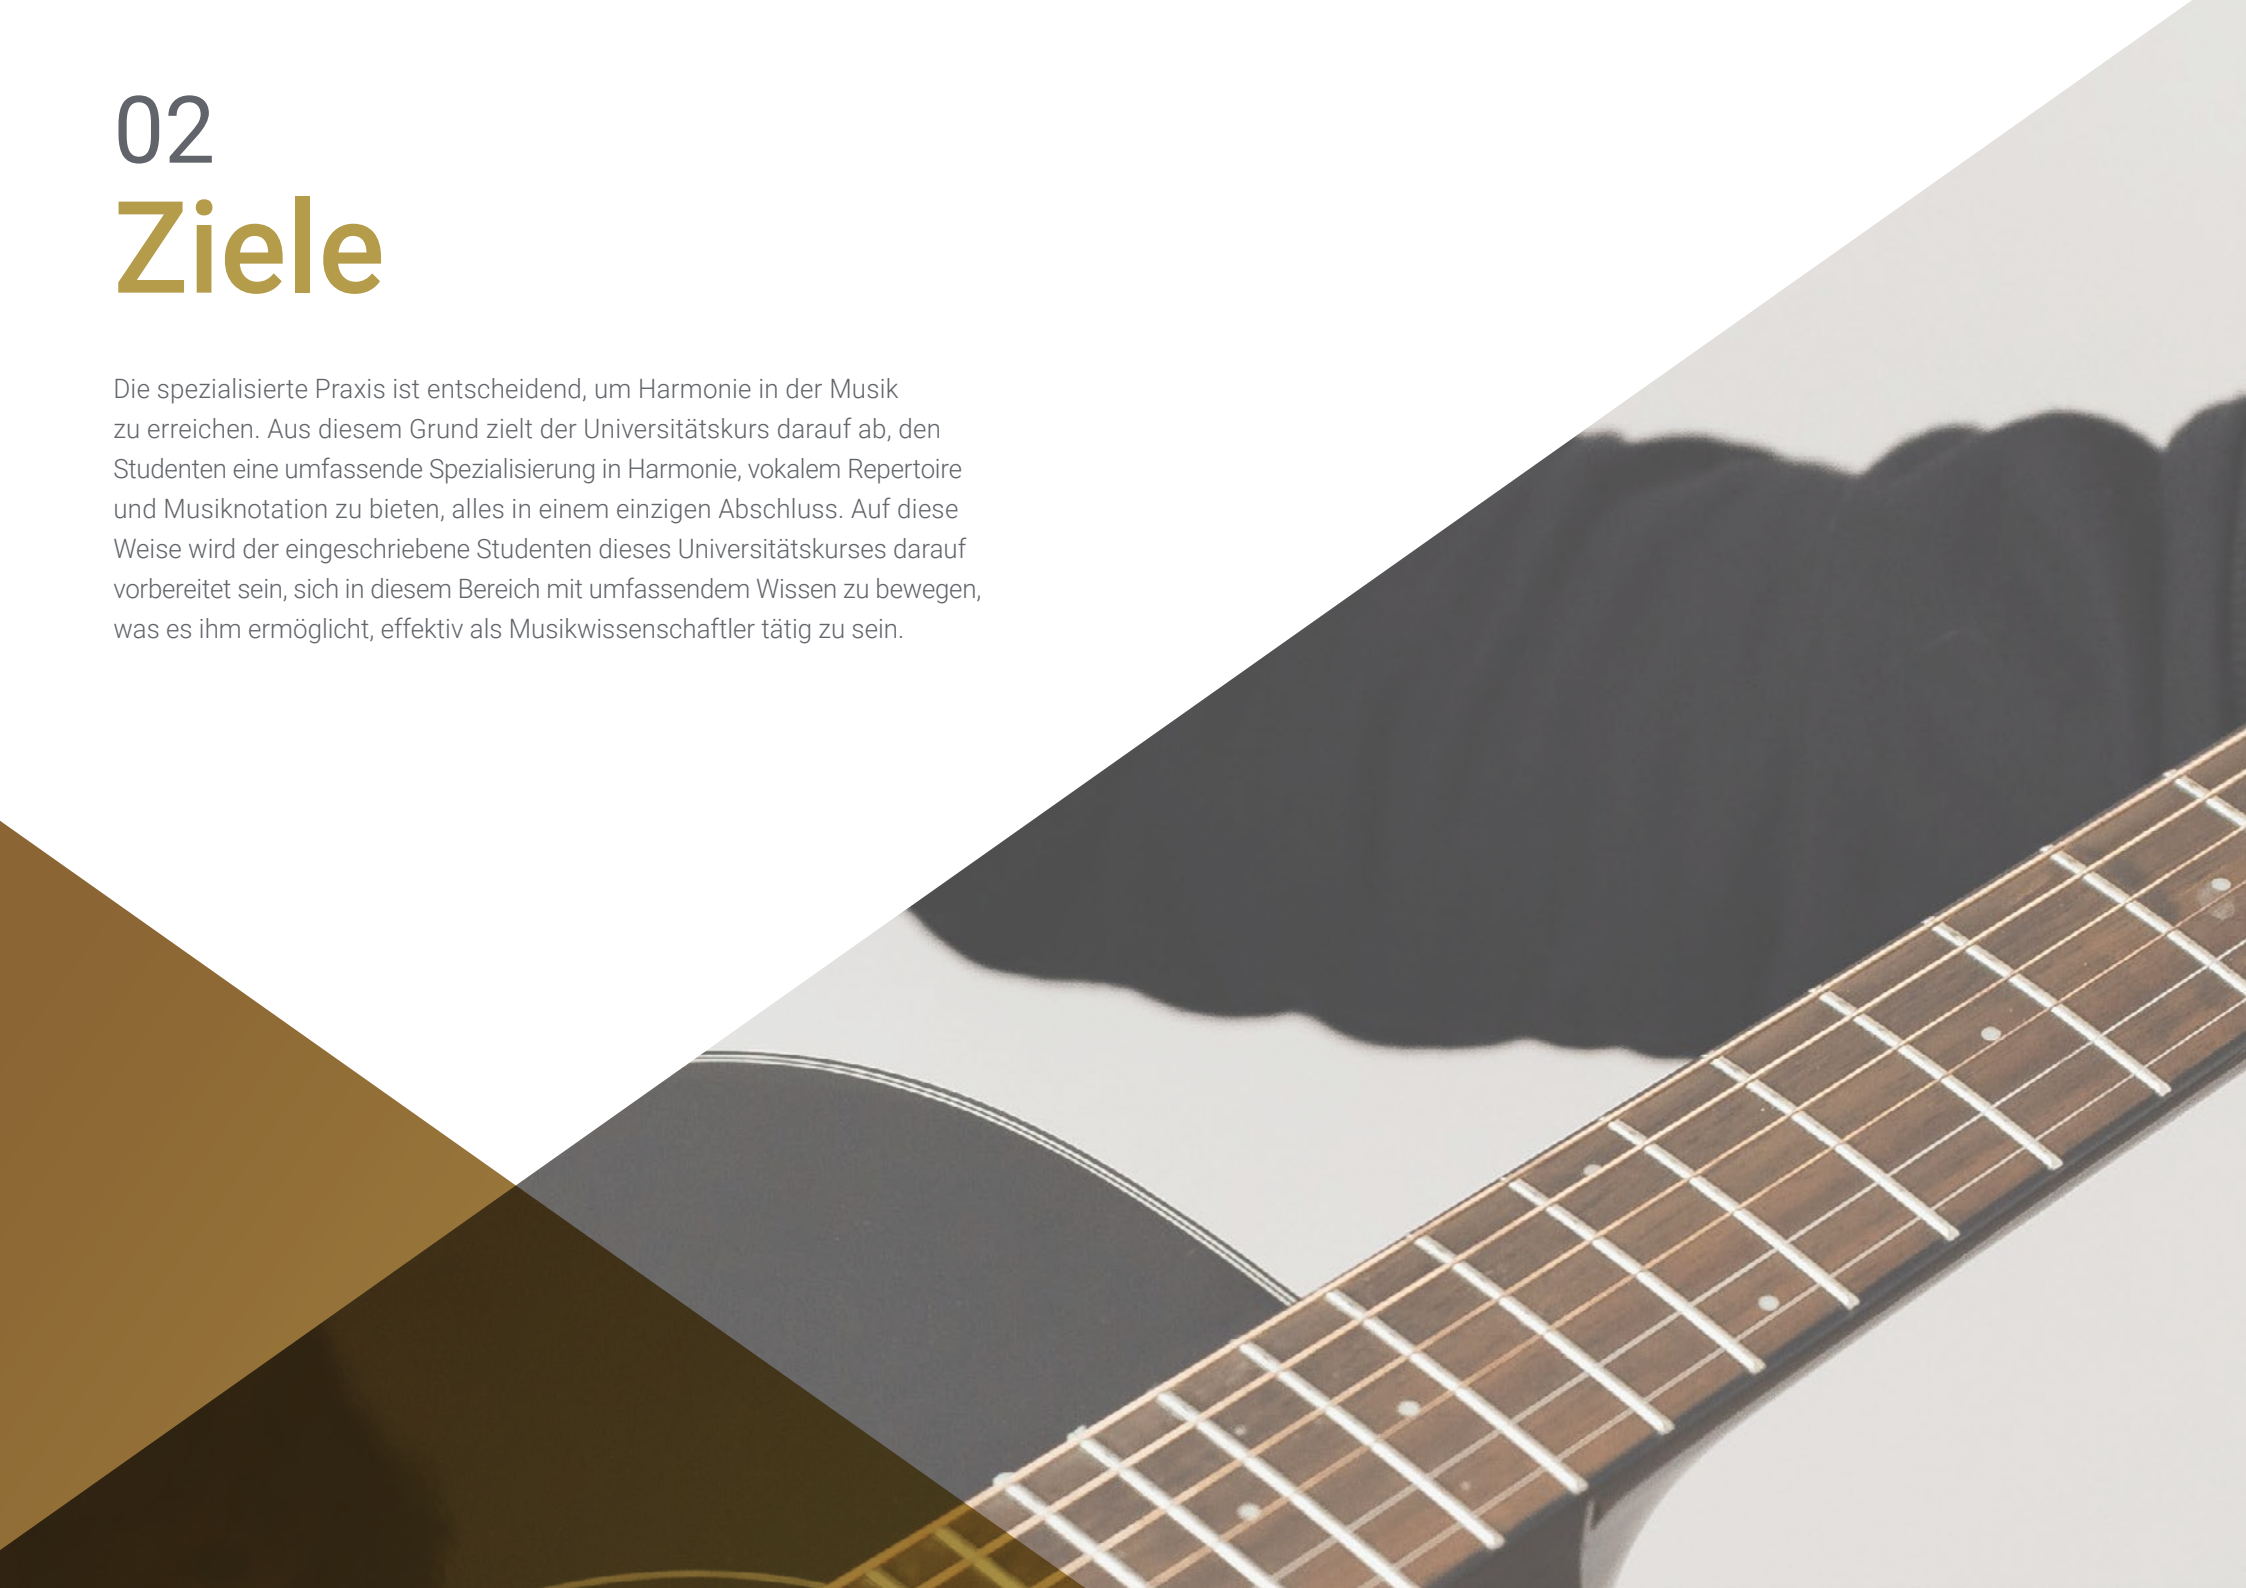 02
Ziele
Die spezialisierte Praxis ist entscheidend, um Harmonie in der Musik
zu erreichen. Aus diesem Grund zielt der Universitätskurs darauf ab, den
Studenten eine umfassende Spezialisierung in Harmonie, vokalem Repertoire
und Musiknotation zu bieten, alles in einem einzigen Abschluss. Auf diese
Weise wird der eingeschriebene Studenten dieses Universitätskurses darauf
vorbereitet sein, sich in diesem Bereich mit umfassendem Wissen zu bewegen,
was es ihm ermöglicht, effektiv als Musikwissenschaftler tätig zu sein.